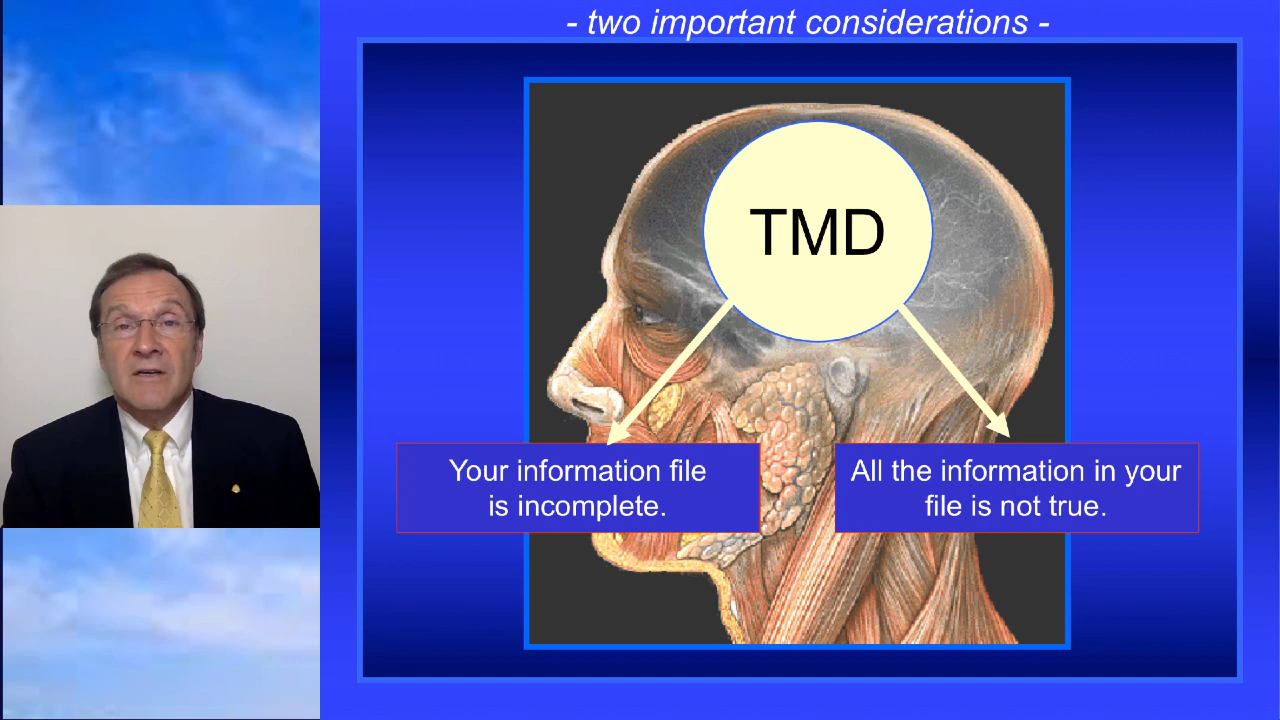 - two important considerations -
TMD
Your information file
is incomplete.
All the information in your
file is not true.